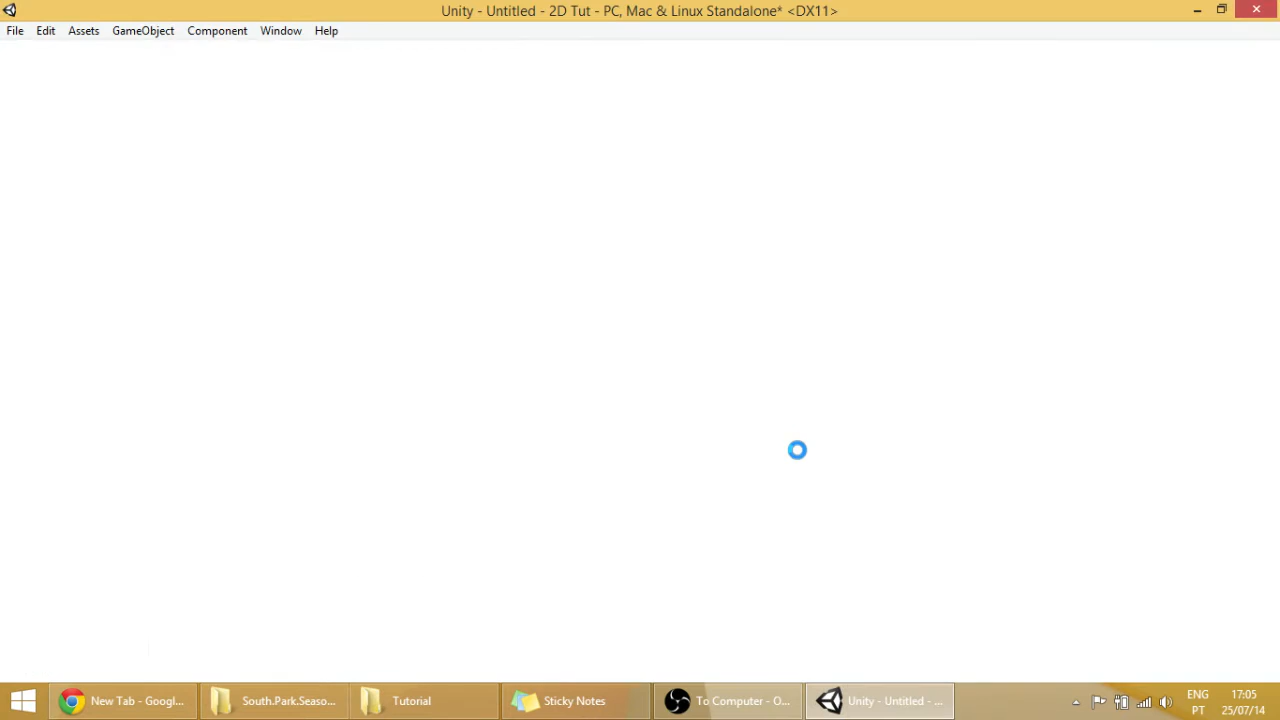 Unity - Untitled - 2D Tut - PC, Mac & Linux Standalone* <DX11>
File Edit Assets GameObject Component Window Help
New Tab - Googl... South.Park.Seaso... Tutorial Sticky Notes To Computer - O... Unity - Untitled - ... ENG 17:05
PT 25/07/14